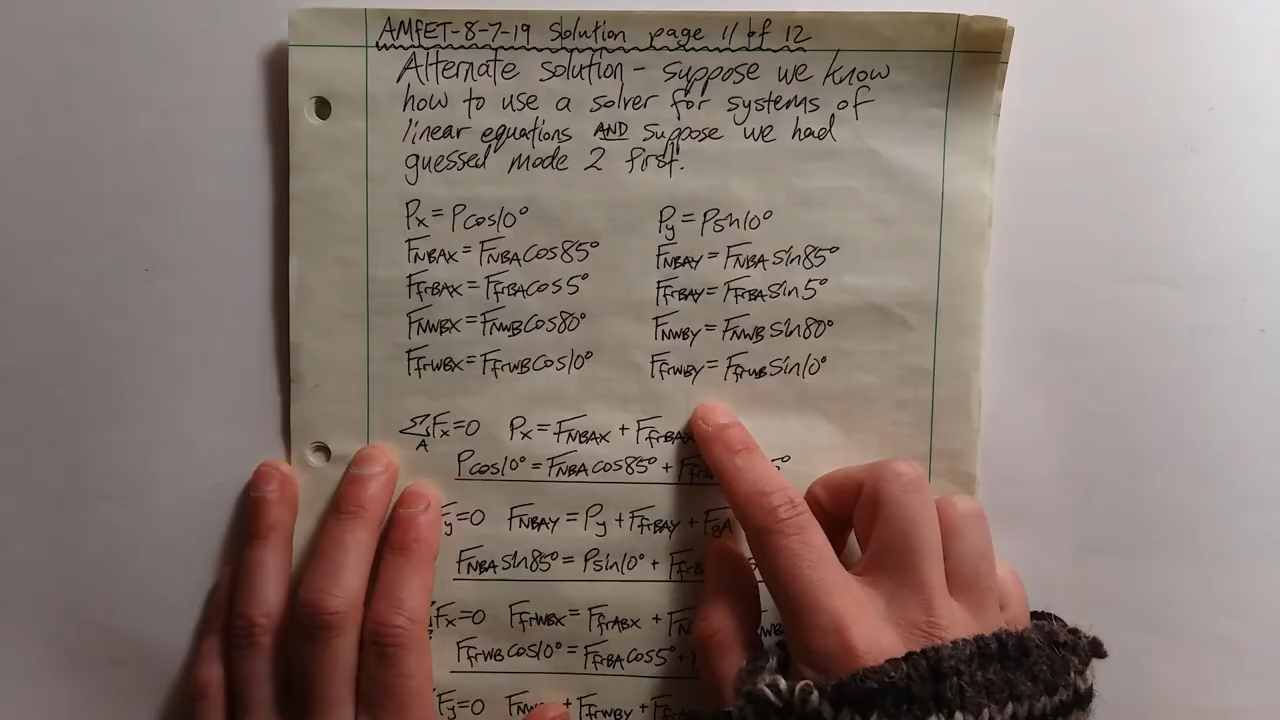 AMfET-8-7-19 Solution page 11 of 12
Alternate solution - suppose we know
how to use a solver for systems of
linear equations AND suppose we had
guessed mode 2 first.
Px = Pcos10° Py = Psin10°
FNBAX = FNBAcos85° FNBAY = FNBAsin85°
FfrBAX = FfrBAcos5° FfrBAY = FfrBAsin5°
FNWBX = FNWBcos80° FNWBY = FNWBsin80°
FfrWBX = FfrWBcos10° FfrWBY = FfrWBsin10°
ΣFx=0 A Px = FNBAX + FfrBAX
Pcos10° = FNBAcos85° +
Fy=0 FNBAY = Py + FfrBAY + FgA
FNBAsin85° = Psin10° +
Fx=0 FfrWBX = FfrABX +
FfrWBcos10° = FfrBAcos5° +
Fy=0 + FfrWBY +